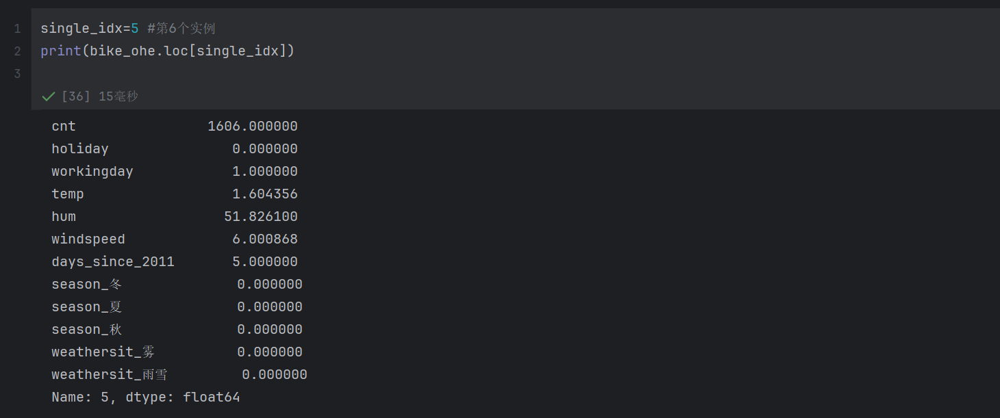 1 single_idx=5 #第6个实例
2 print(bike_ohe.loc[single_idx])
3
[36] 15毫秒
cnt 1606.000000
holiday 0.000000
workingday 1.000000
temp 1.604356
hum 51.826100
windspeed 6.000868
days_since_2011 5.000000
season_冬 0.000000
season_夏 0.000000
season_秋 0.000000
weathersit_雾 0.000000
weathersit_雨雪 0.000000
Name: 5, dtype: float64